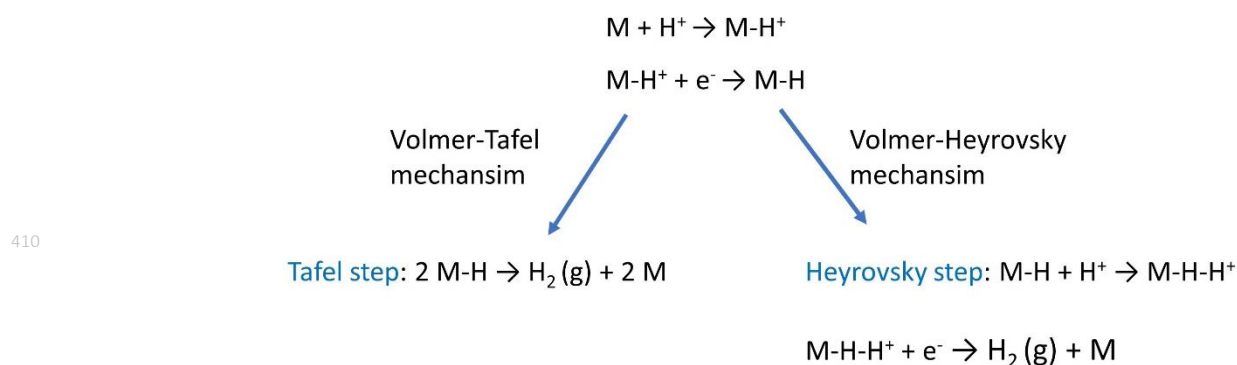 M + H⁺ → M-H⁺
M-H⁺ + e⁻ → M-H
Volmer-Tafel
mechansim
Volmer-Heyrovsky
mechansim
410
Tafel step: 2 M-H → H₂ (g) + 2 M
Heyrovsky step: M-H + H⁺ → M-H-H⁺
M-H-H⁺ + e⁻ → H₂ (g) + M